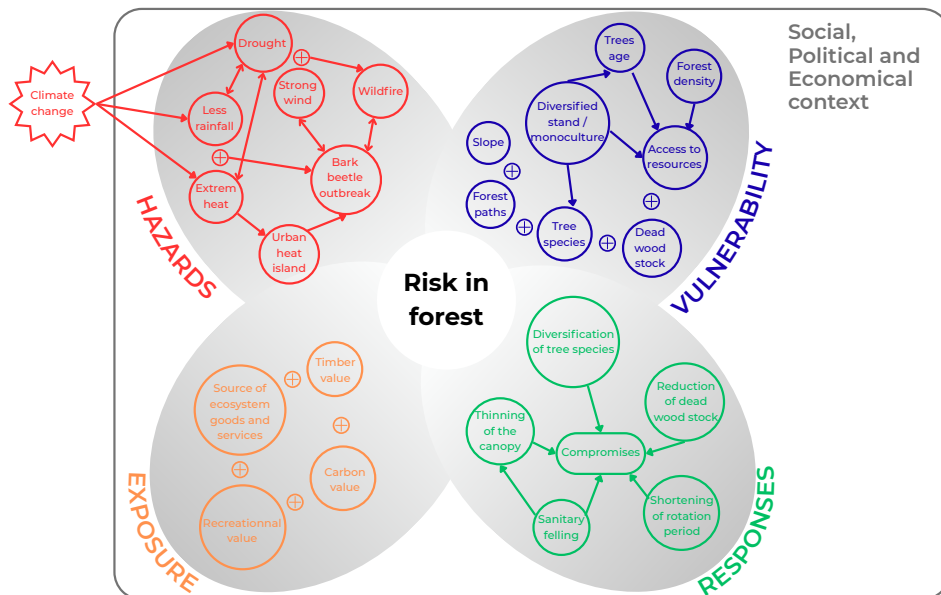 Social,
Political and
Economical
context
Climate
change
HAZARDS
Drought
Strong
wind
Wildfire
Less
rainfall
Bark
beetle
outbreak
Extrem
heat
Urban
heat
island
VULNERABILITY
Trees
age
Forest
density
Diversified
stand /
monoculture
Slope
Access to
resources
Forest
paths
Tree
species
Dead
wood
stock
Risk in
forest
EXPOSURE
Timber
value
Source of
ecosystem
goods and
services
Carbon
value
Recreationnal
value
RESPONSES
Diversification
of tree species
Reduction
of dead
wood stock
Thinning
of the
canopy
Compromises
Sanitary
felling
Shortening
of rotation
period